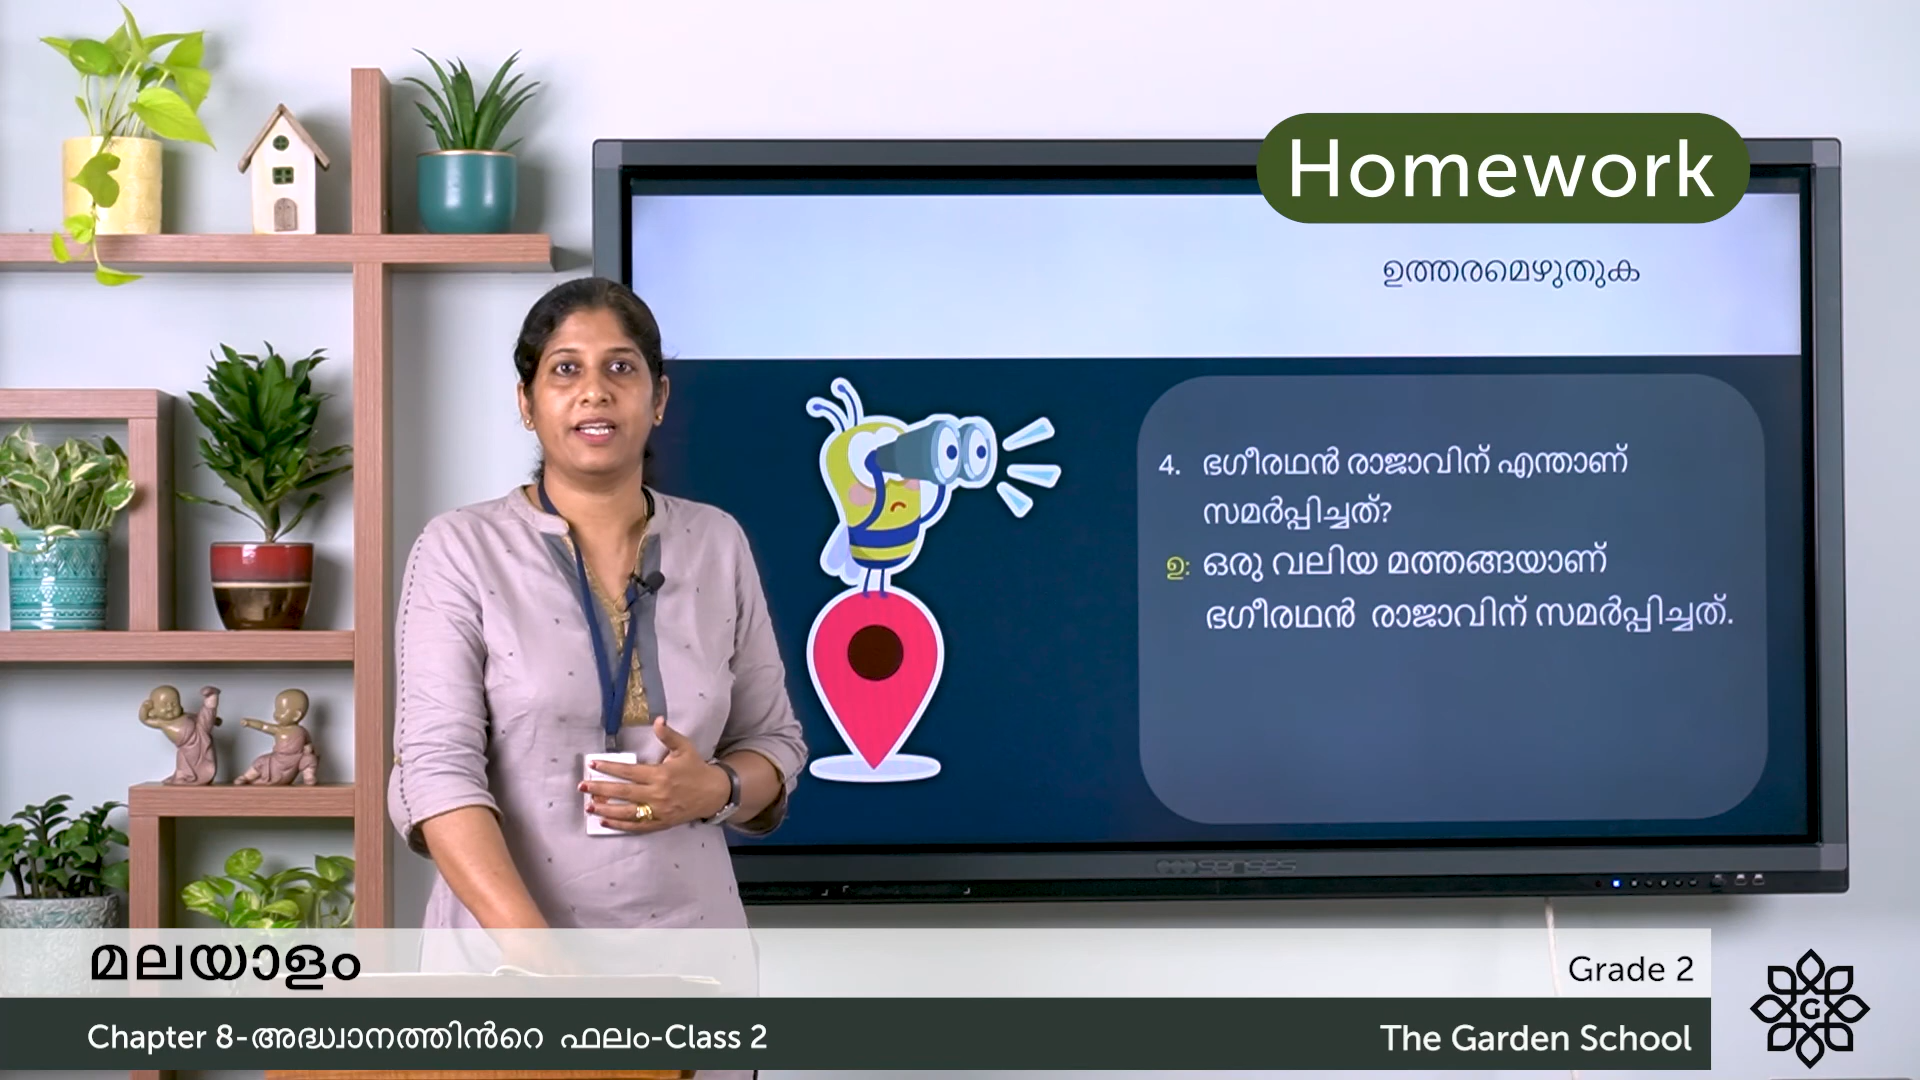 Homework
ഉത്തരമെഴുതുക
4. ഭഗീരഥൻ രാജാവിന് എന്താണ്
സമർപ്പിച്ചത്?
ഉ: ഒരു വലിയ മത്തങ്ങയാണ്
ഭഗീരഥൻ രാജാവിന് സമർപ്പിച്ചത്.
senses
മലയാളം
Grade 2
Chapter 8-അദ്ധ്വാനത്തിൻറെ ഫലം-Class 2
The Garden School
G